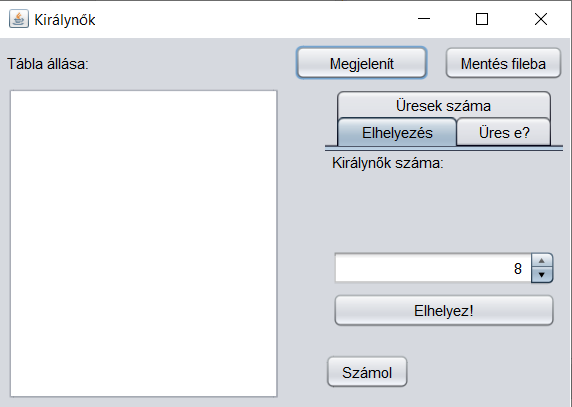 Királynők
Tábla állása:
Megjelenít
Mentés fileba
Üresek száma
Elhelyezés
Üres e?
Királynők száma:
8
Elhelyez!
Számol